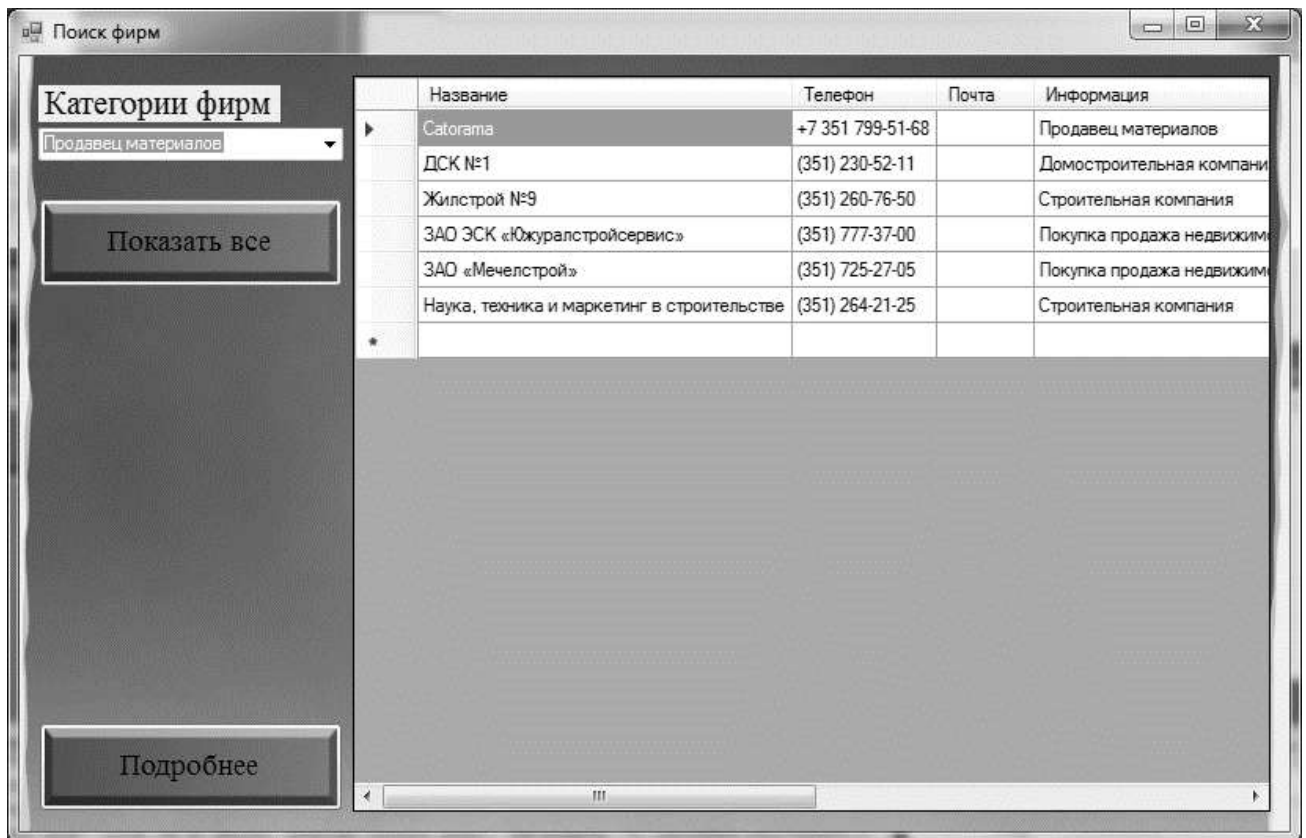 Поиск фирм
Категории фирм
Продавец материалов
Показать все
Подробнее
Название Телефон Почта Информация
Catorama +7 351 799-51-68 Продавец материалов
ДСК №1 (351) 230-52-11 Домостроительная компани
Жилстрой №9 (351) 260-76-50 Строительная компания
ЗАО ЭСК «Южуралстройсервис» (351) 777-37-00 Покупка продажа недвижимо
ЗАО «Мечелстрой» (351) 725-27-05 Покупка продажа недвижимо
Наука, техника и маркетинг в строительстве (351) 264-21-25 Строительная компания